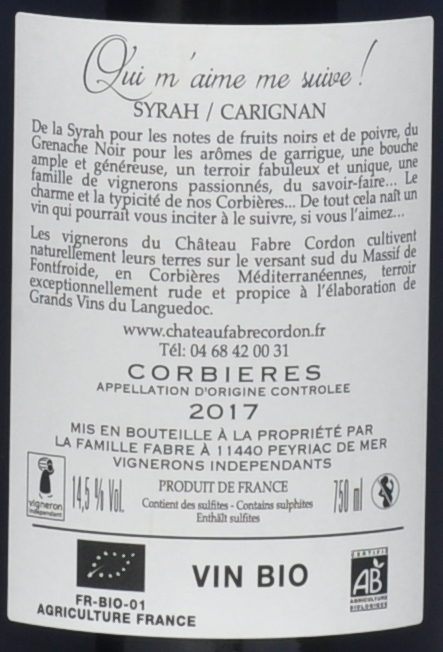 Qui m'aime me suive !
SYRAH / CARIGNAN
De la Syrah pour les notes de fruits noirs et de poivre, du
Grenache Noir pour les arômes de garrigue, une bouche
ample et généreuse, un terroir fabuleux et unique, une
famille de vignerons passionnés, du savoir-faire... Le
charme et la typicité de nos Corbières... De tout cela naît un
vin qui pourrait vous inciter à le suivre, si vous l'aimez...
Les vignerons du Château Fabre Cordon cultivent
naturellement leurs terres sur le versant sud du Massif de
Fontfroide, en Corbières Méditerranéennes, terroir
exceptionnellement rude et propice à l'élaboration de
Grands Vins du Languedoc.
www.chateaufabrecordon.fr
Tél: 04 68 42 00 31
CORBIERES
APPELLATION D'ORIGINE CONTROLEE
2017
MIS EN BOUTEILLE À LA PROPRIÉTÉ PAR
LA FAMILLE FABRE À 11440 PEYRIAC DE MER
VIGNERONS INDEPENDANTS
vigneron
indépendant
14,5 % Vol.
PRODUIT DE FRANCE
Contient des sulfites - Contains sulphites
Enthält sulfites
750 ml
FR-BIO-01
AGRICULTURE FRANCE
VIN BIO
CERTIFIÉ
AB
AGRICULTURE
BIOLOGIQUE